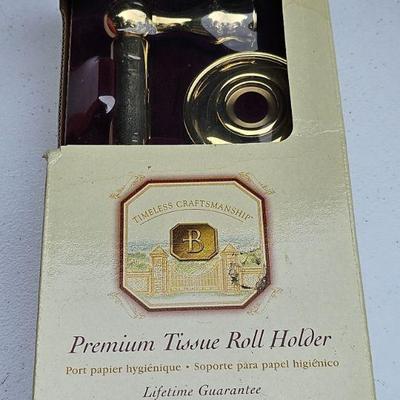 TIMELESS CRAFTSMANSHIP
B
Premium Tissue Roll Holder
Port papier hygiénique • Soporte para papel higiénico
Lifetime Guarantee